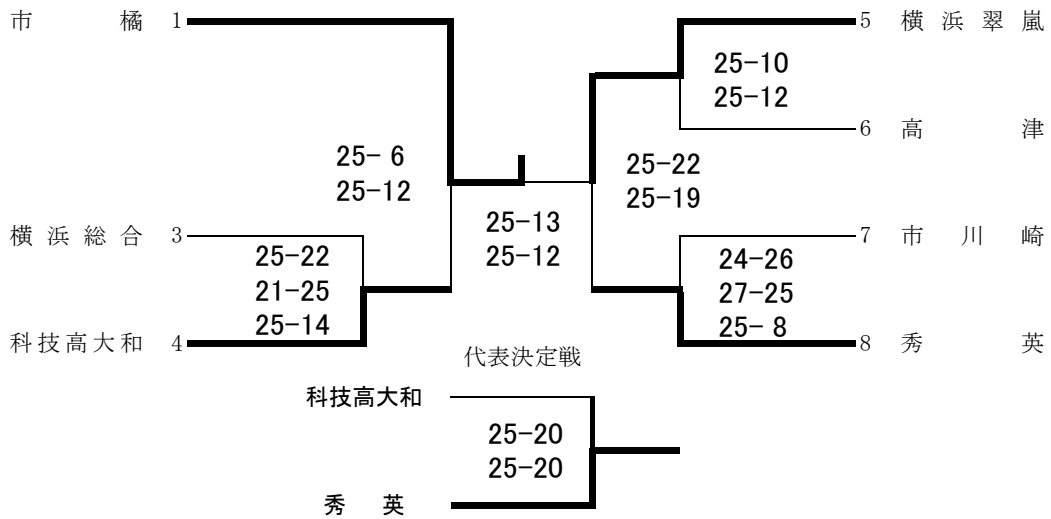 市橘 1
5 横浜翠嵐
25-10
25-12
6 高津
25- 6
25-12
25-22
25-19
25-13
25-12
横浜総合 3
7 市川崎
25-22
21-25
25-14
24-26
27-25
25- 8
科技高大和 4
8 秀英
代表決定戦
科技高大和
25-20
25-20
秀英